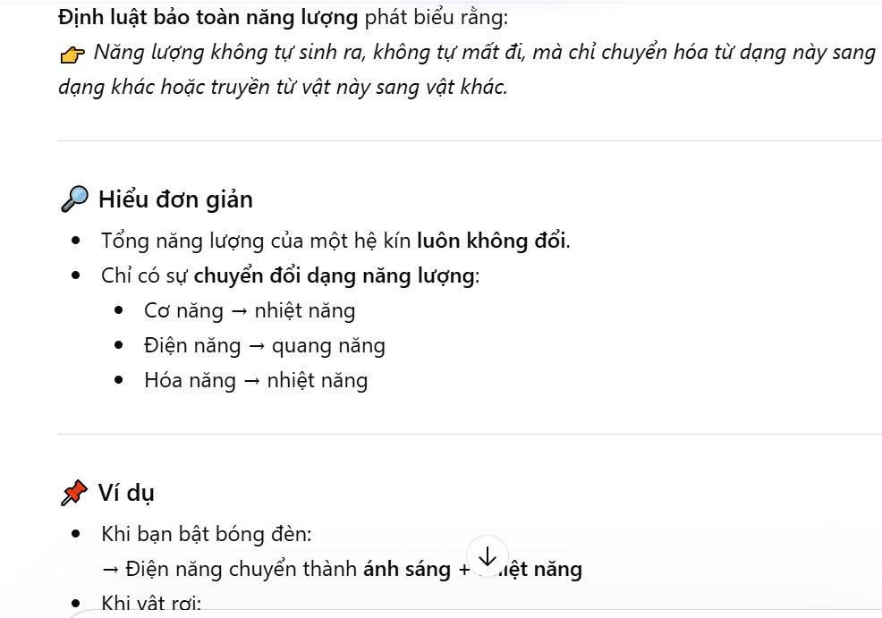 Định luật bảo toàn năng lượng phát biểu rằng:
👉 Năng lượng không tự sinh ra, không tự mất đi, mà chỉ chuyển hóa từ dạng này sang
dạng khác hoặc truyền từ vật này sang vật khác.
🔎 Hiểu đơn giản
• Tổng năng lượng của một hệ kín luôn không đổi.
• Chỉ có sự chuyển đổi dạng năng lượng:
• Cơ năng → nhiệt năng
• Điện năng → quang năng
• Hóa năng → nhiệt năng
📌 Ví dụ
• Khi bạn bật bóng đèn:
→ Điện năng chuyển thành ánh sáng + năng
• Khi vật rơi: